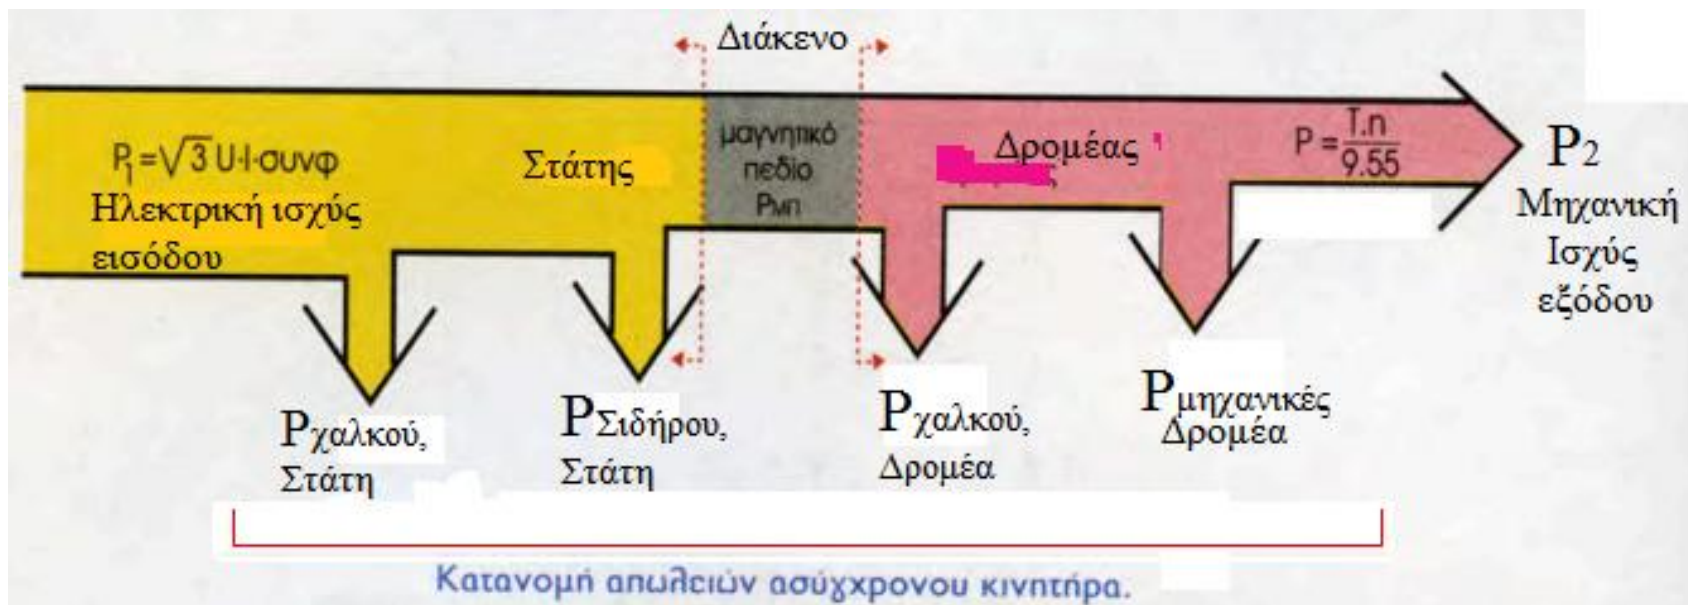 Διάκενο
P₁=√3 U·I·συνφ
Ηλεκτρική ισχύς
εισόδου
Στάτης
μαγνητικό
πεδίο
Pμπ
Δρομέας
P = T.n / 9.55
P₂
Μηχανική
Ισχύς
εξόδου
Pχαλκού,
Στάτη
PΣιδήρου,
Στάτη
Pχαλκού,
Δρομέα
Pμηχανικές
Δρομέα
Κατανομή απωλειών ασύγχρονου κινητήρα.